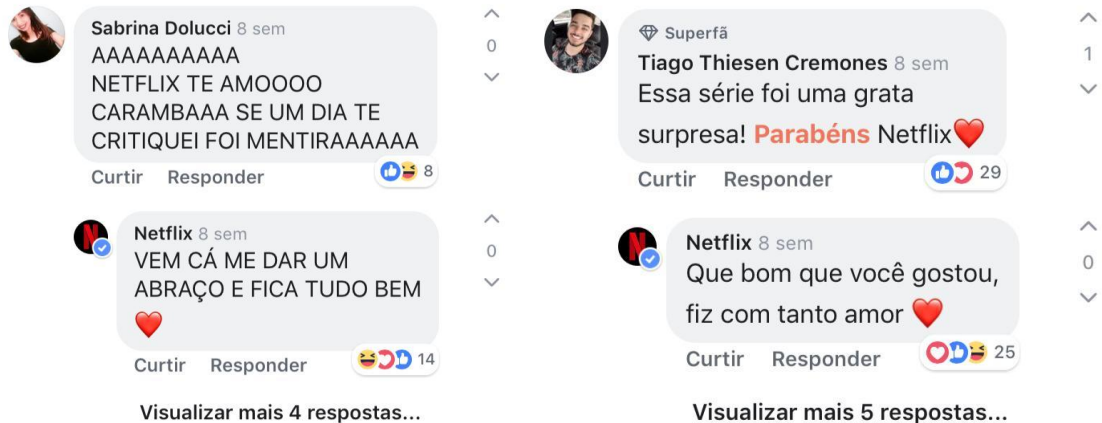 Sabrina Dolucci 8 sem
AAAAAAAAAA
NETFLIX TE AMOOOO
CARAMBAAA SE UM DIA TE
CRITIQUEI FOI MENTIRAAAAAA
0
Curtir Responder
8
Netflix 8 sem
VEM CÁ ME DAR UM
ABRAÇO E FICA TUDO BEM
❤️
0
Curtir Responder
14
Visualizar mais 4 respostas...
Superfã
Tiago Thiesen Cremones 8 sem
Essa série foi uma grata
surpresa! Parabéns Netflix❤️
1
Curtir Responder
29
Netflix 8 sem
Que bom que você gostou,
fiz com tanto amor ❤️
0
Curtir Responder
25
Visualizar mais 5 respostas...